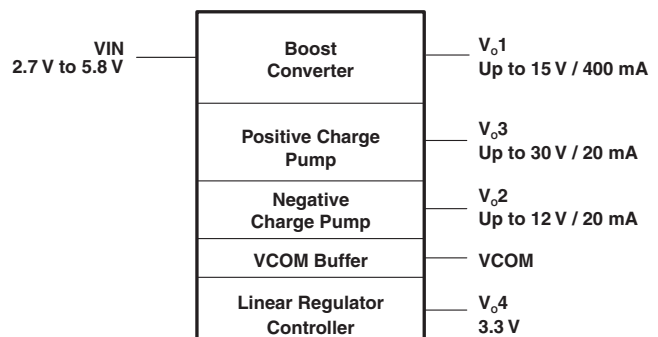 VIN
2.7 V to 5.8 V
Boost
Converter
Vo1
Up to 15 V / 400 mA
Positive Charge
Pump
Vo3
Up to 30 V / 20 mA
Negative
Charge Pump
Vo2
Up to 12 V / 20 mA
VCOM Buffer
VCOM
Linear Regulator
Controller
Vo4
3.3 V